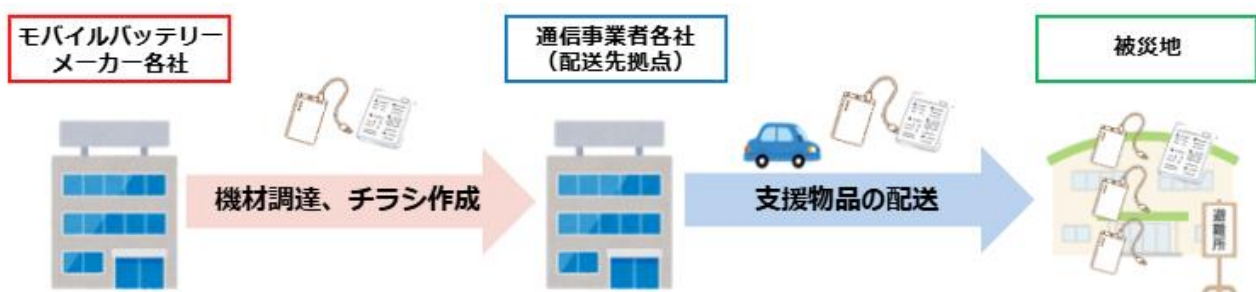 モバイルバッテリー
メーカー各社
通信事業者各社
（配送先拠点）
被災地
機材調達、チラシ作成
支援物品の配送
避難所